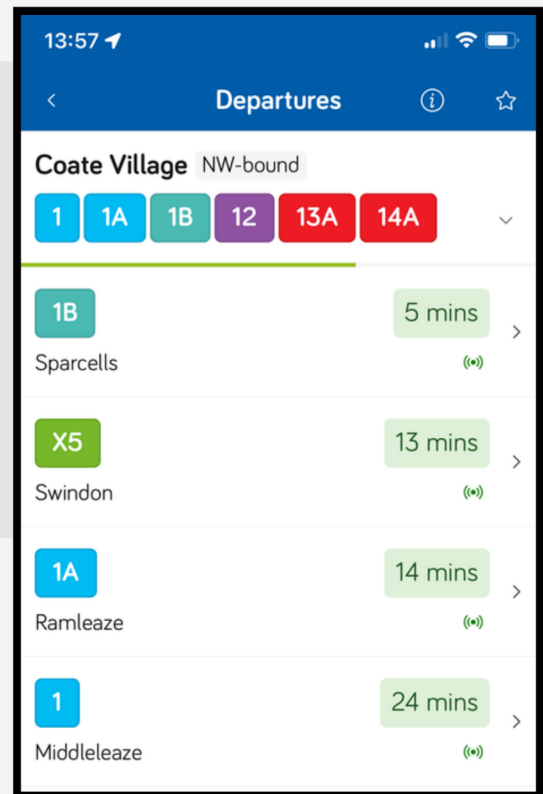 13:57
Departures
Coate Village NW-bound
1 1A 1B 12 13A 14A
1B 5 mins
Sparcells
X5 13 mins
Swindon
1A 14 mins
Ramleaze
1 24 mins
Middleleaze